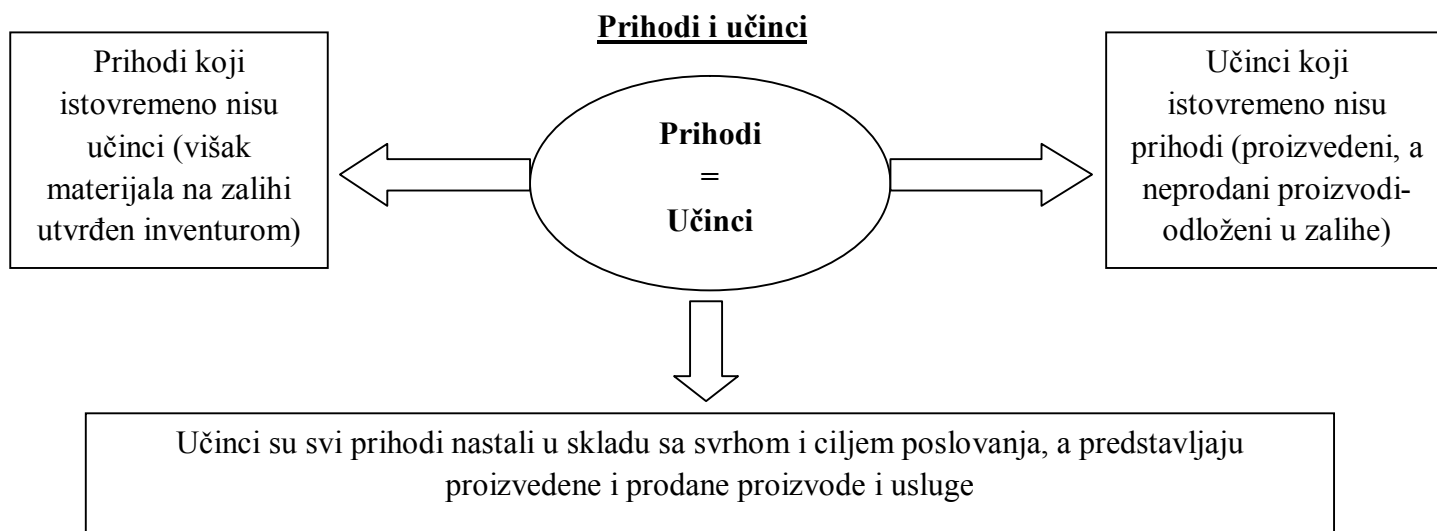 Prihodi i učinci
Prihodi koji
istovremeno nisu
učinci (višak
materijala na zalihi
utvrđen inventurom)
Prihodi
=
Učinci
Učinci koji
istovremeno nisu
prihodi (proizvedeni, a
neprodani proizvodi-
odloženi u zalihe)
Učinci su svi prihodi nastali u skladu sa svrhom i ciljem poslovanja, a predstavljaju
proizvedene i prodane proizvode i usluge